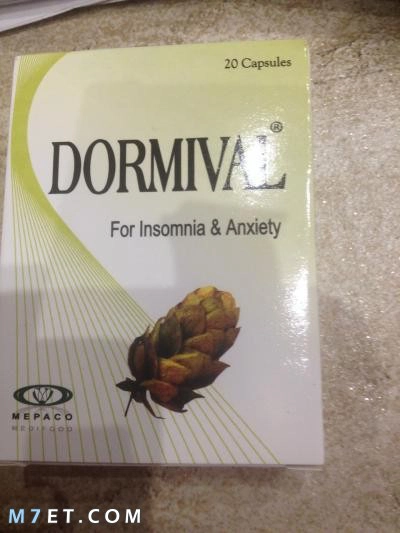 20 Capsules
DORMIVAL®
For Insomnia & Anxiety
MEPACO
MEDIFOOD
M7ET.COM